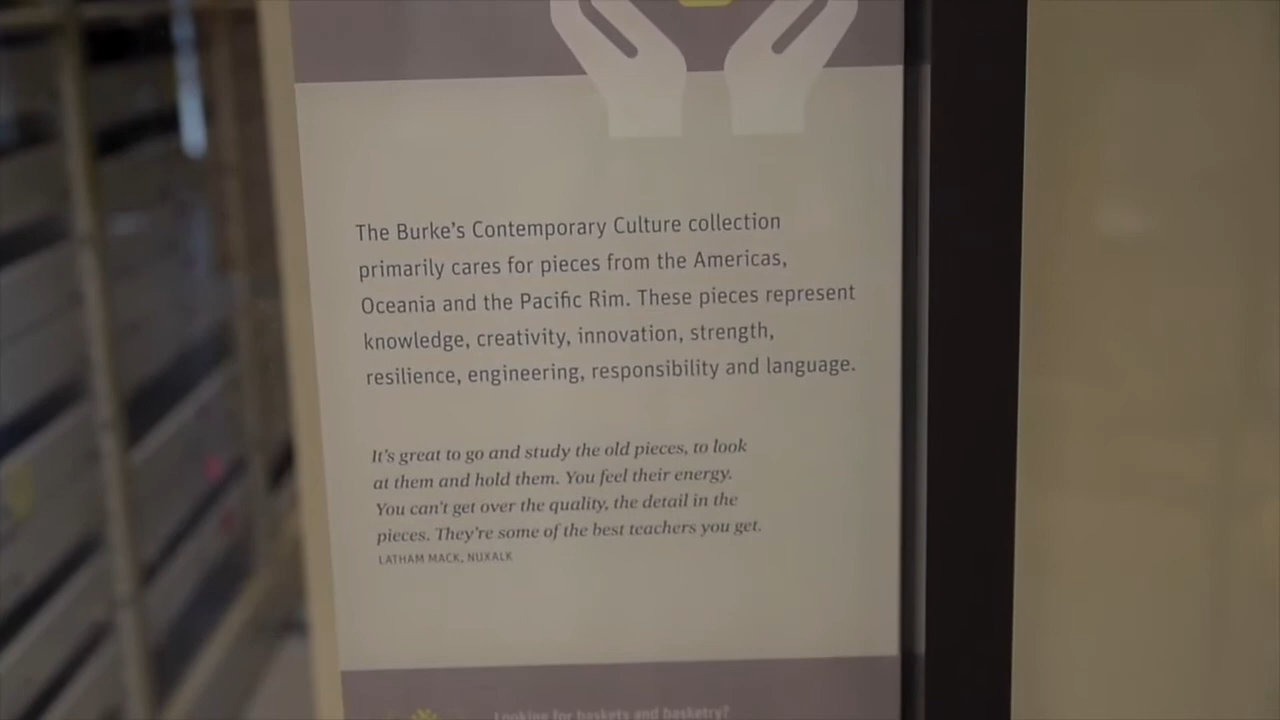 The Burke's Contemporary Culture collection
primarily cares for pieces from the Americas,
Oceania and the Pacific Rim. These pieces represent
knowledge, creativity, innovation, strength,
resilience, engineering, responsibility and language.
It's great to go and study the old pieces, to look
at them and hold them. You feel their energy.
You can't get over the quality, the detail in the
pieces. They're some of the best teachers you get.
LATHAM MACK, NUXALK
Looking for baskets and basketry?